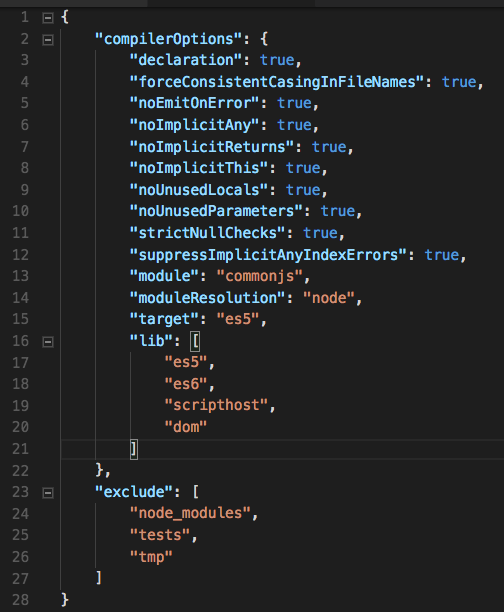 1 {
2 "compilerOptions": {
3 "declaration": true,
4 "forceConsistentCasingInFileNames": true,
5 "noEmitOnError": true,
6 "noImplicitAny": true,
7 "noImplicitReturns": true,
8 "noImplicitThis": true,
9 "noUnusedLocals": true,
10 "noUnusedParameters": true,
11 "strictNullChecks": true,
12 "suppressImplicitAnyIndexErrors": true,
13 "module": "commonjs",
14 "moduleResolution": "node",
15 "target": "es5",
16 "lib": [
17 "es5",
18 "es6",
19 "scripthost",
20 "dom"
21 ]
22 },
23 "exclude": [
24 "node_modules",
25 "tests",
26 "tmp"
27 ]
28 }